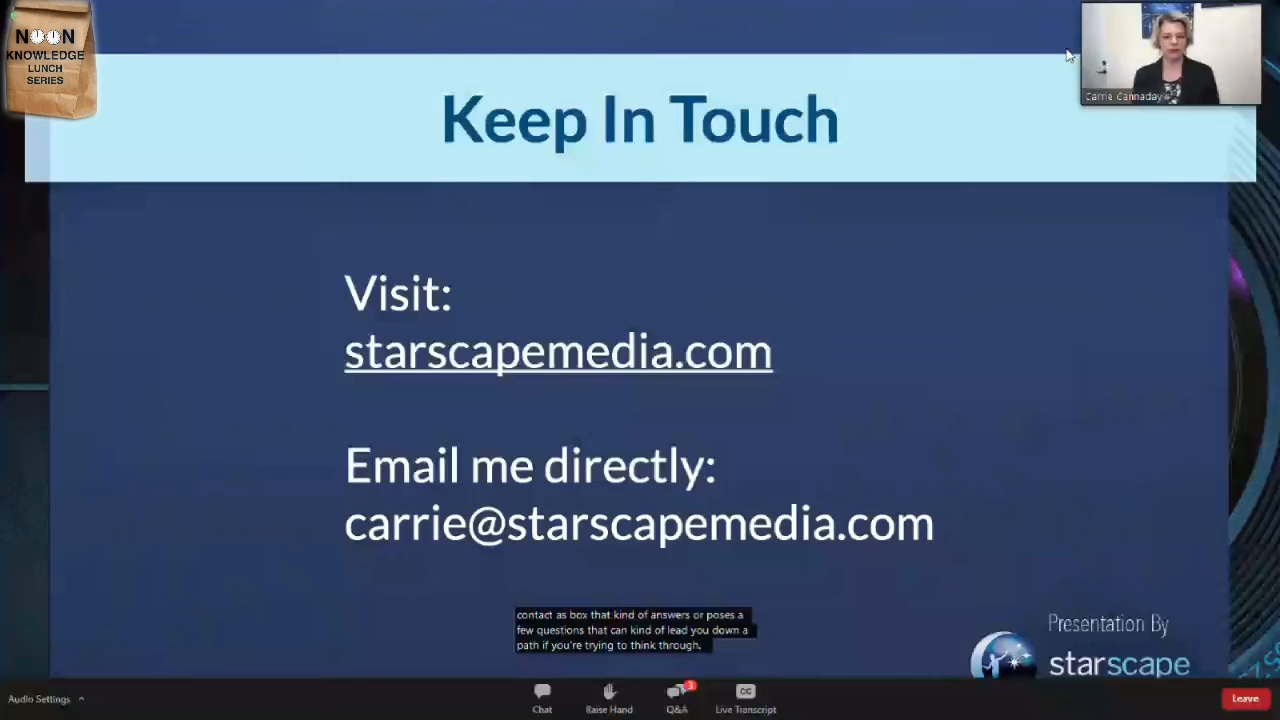 NOON
KNOWLEDGE
LUNCH
SERIES
Carrie Cannaday
Keep In Touch
Visit:
starscapemedia.com
Email me directly:
carrie@starscapemedia.com
contact as box that kind of answers or poses a
few questions that can kind of lead you down a
path if you're trying to think through.
Presentation By
starscape
Audio Settings
Chat
Raise Hand
3
Q&A
CC
Live Transcript
Leave